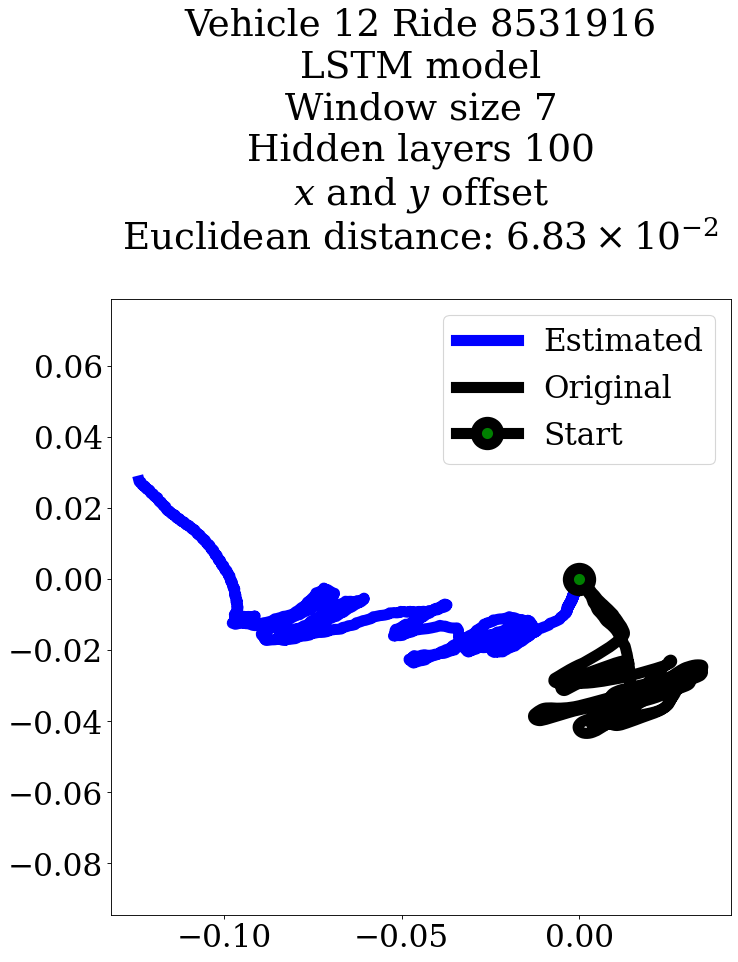 Vehicle 12 Ride 8531916
LSTM model
Window size 7
Hidden layers 100
x and y offset
Euclidean distance: 6.83 × 10⁻²
Estimated
Original
Start
0.06
0.04
0.02
0.00
−0.02
−0.04
−0.06
−0.08
−0.10
−0.05
0.00